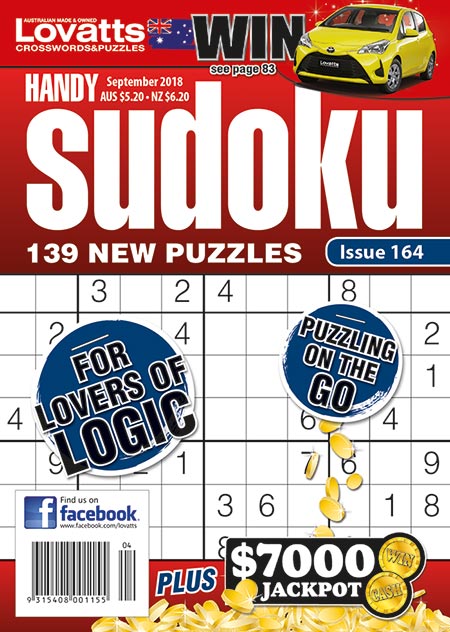 AUSTRALIAN MADE & OWNED
Lovatts
CROSSWORDS&PUZZLES
WIN
see page 83
Lovatts
HANDY
September 2018
AUS $5.20 • NZ $6.20
sudoku
139 NEW PUZZLES
Issue 164
3 2 4 8
2 4 2
1
4
9 2 1 7 6 9
3 6 1 8
8
FOR
LOVERS OF
LOGIC
PUZZLING
ON THE
GO
Find us on
facebook
www.facebook.com/lovatts
04
9 315408 001155
PLUS
$7000
JACKPOT
WIN
CASH